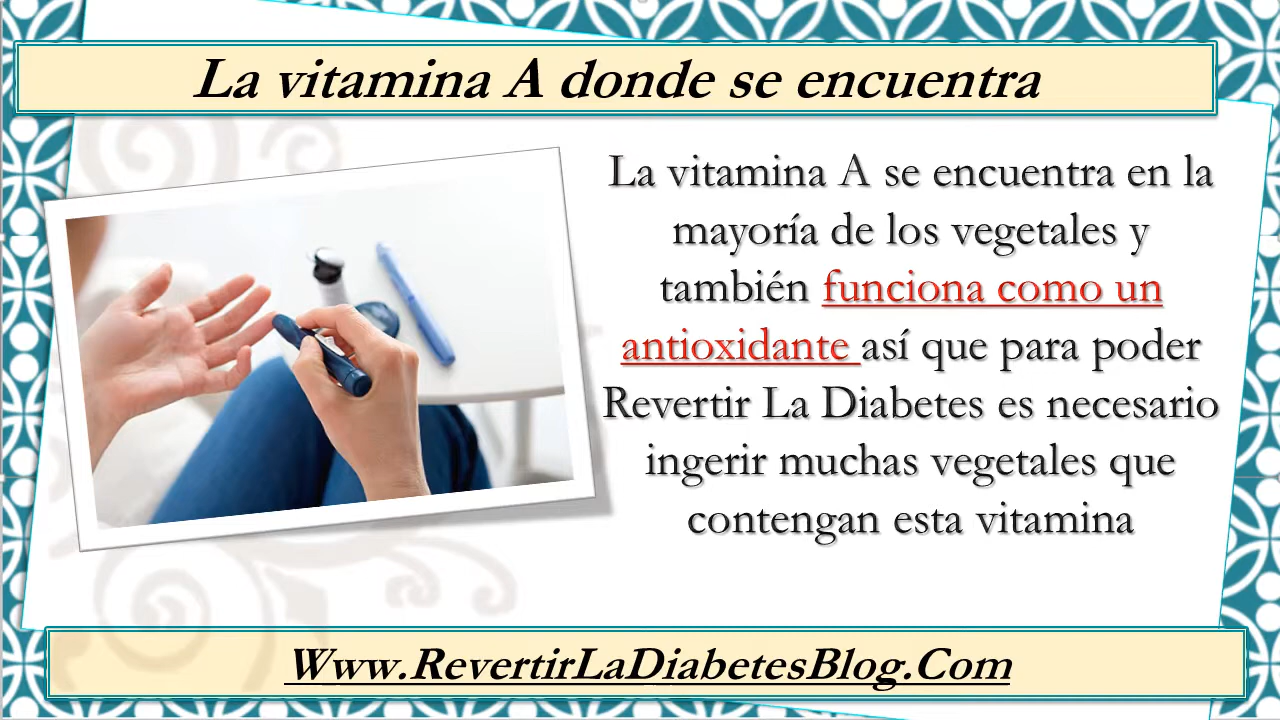 La vitamina A donde se encuentra
La vitamina A se encuentra en la
mayoría de los vegetales y
también funciona como un
antioxidante así que para poder
Revertir La Diabetes es necesario
ingerir muchas vegetales que
contengan esta vitamina
Www.RevertirLaDiabetesBlog.Com